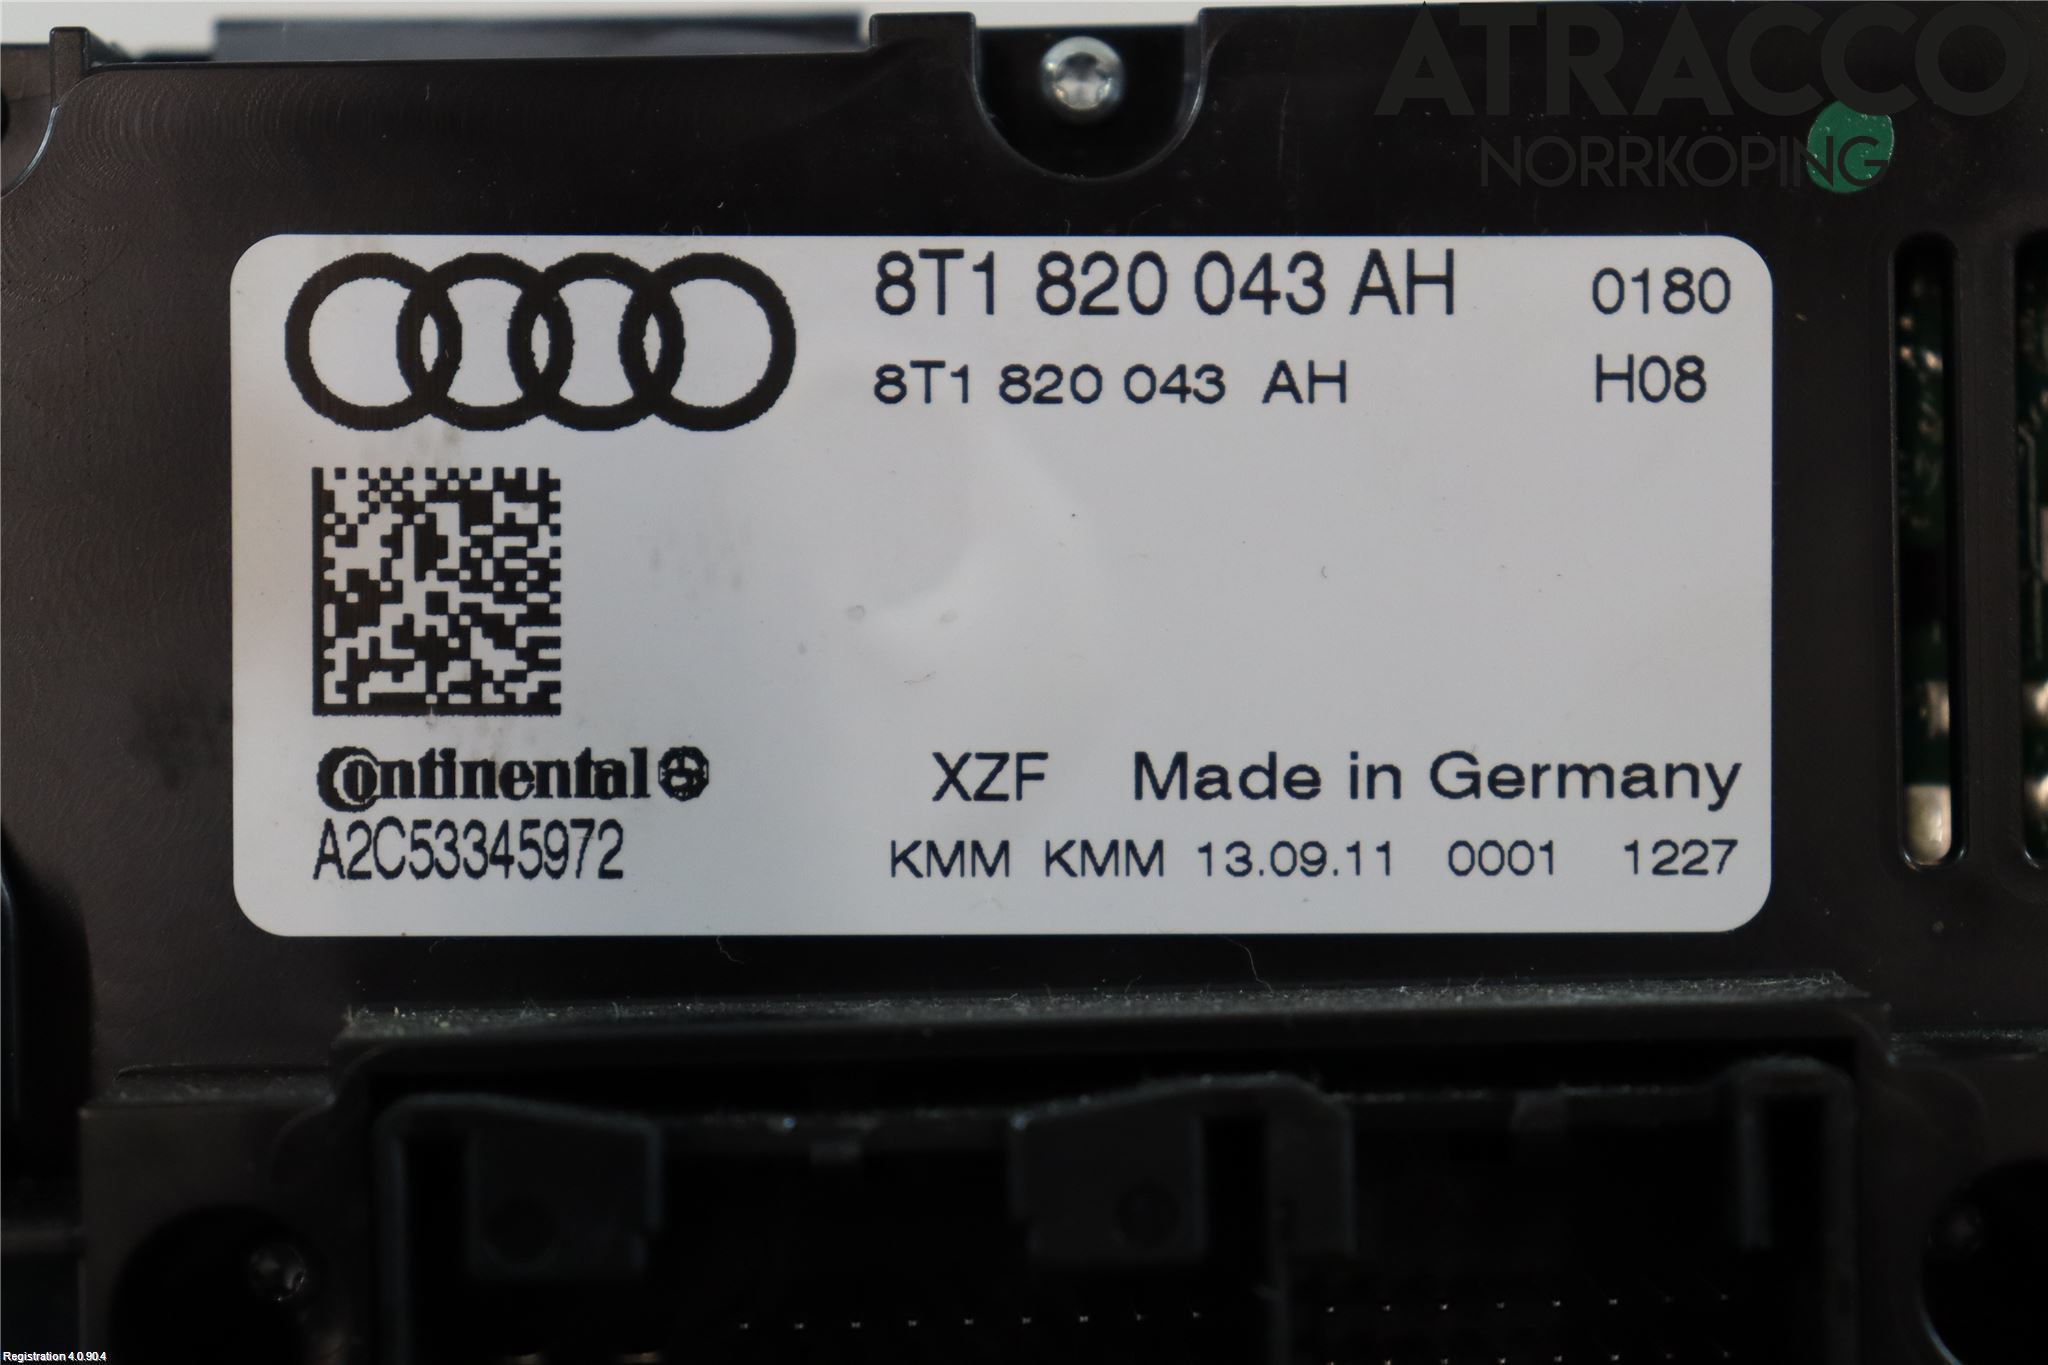 ATRACCO
NORRKÖPING
8T1 820 043 AH 0180
8T1 820 043 AH H08
Continental
XZF Made in Germany
A2C53345972
KMM KMM 13.09.11 0001 1227
Registration 4.0.90.4